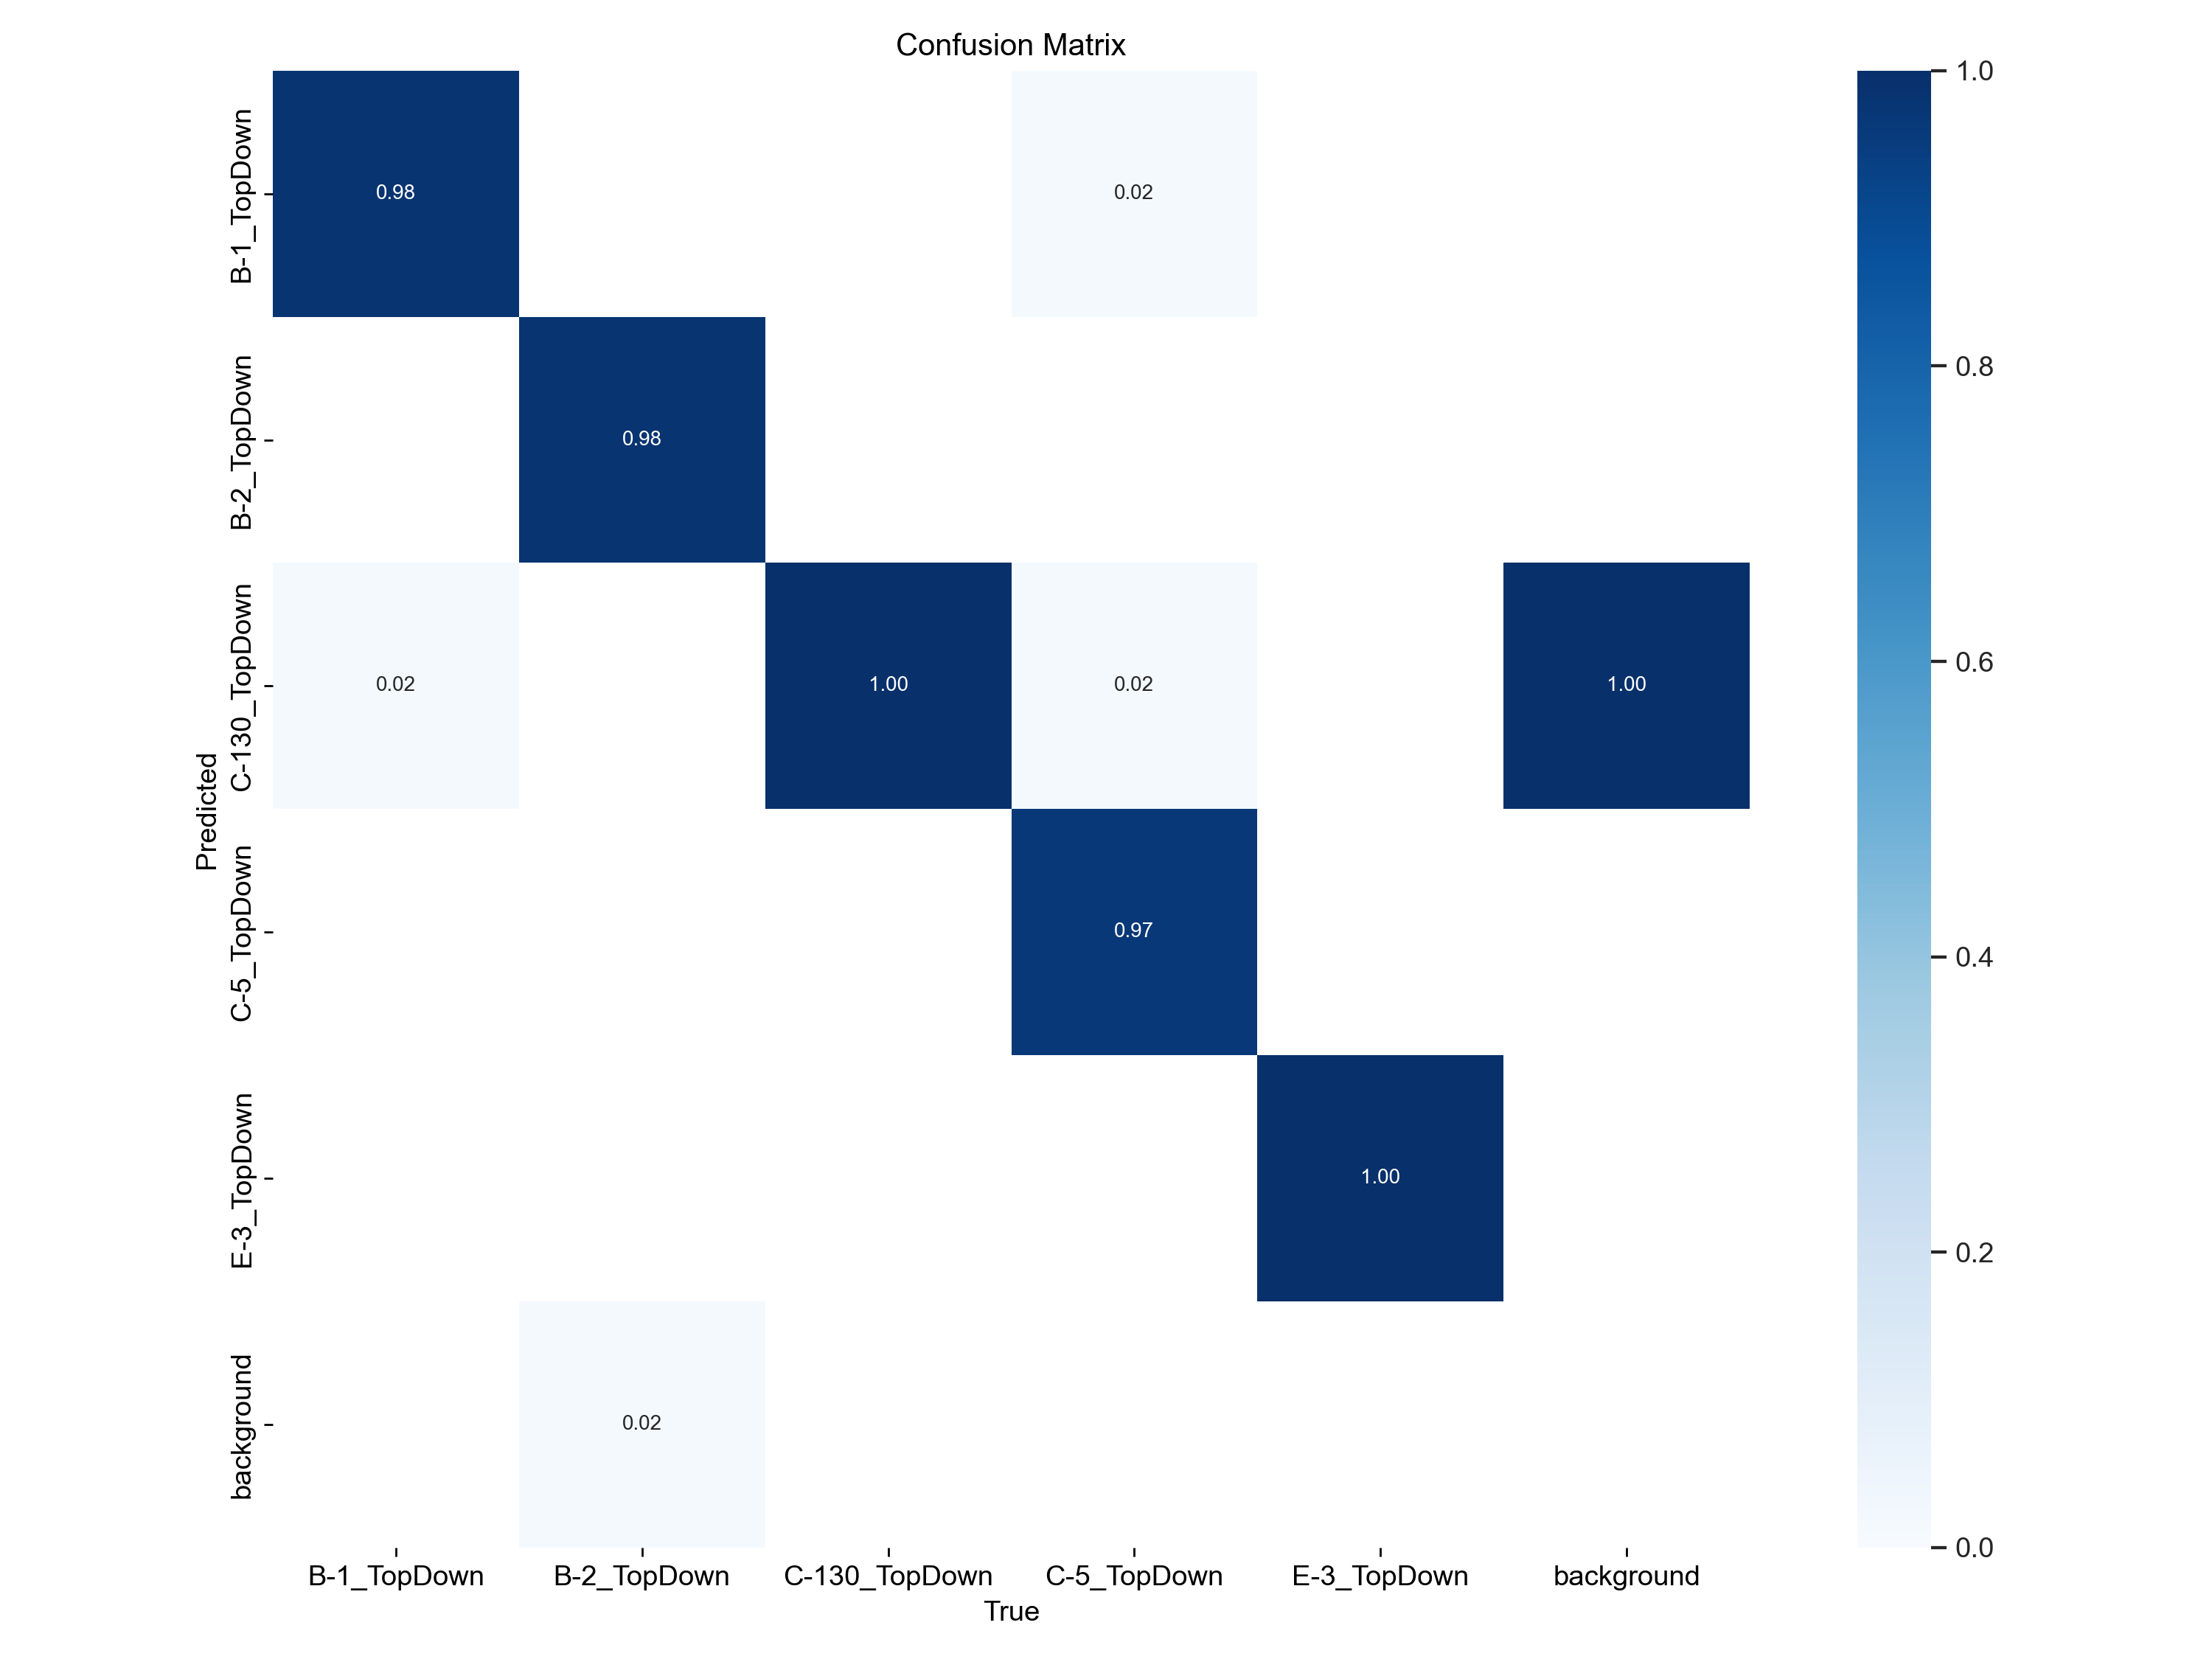 Confusion Matrix
B-1_TopDown
B-2_TopDown
C-130_TopDown
C-5_TopDown
E-3_TopDown
background
Predicted
0.98
0.02
0.98
0.02
1.00
0.02
1.00
0.97
1.00
0.02
B-1_TopDown
B-2_TopDown
C-130_TopDown
C-5_TopDown
E-3_TopDown
background
True
1.0
0.8
0.6
0.4
0.2
0.0